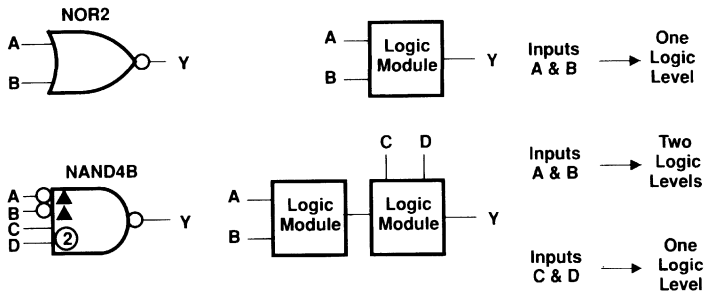 NOR2
A
B
Y
A
B
Logic
Module
Y
Inputs
A & B
One
Logic
Level
NAND4B
A
B
C
D
2
Y
A
B
Logic
Module
C D
Logic
Module
Y
Inputs
A & B
Two
Logic
Levels
Inputs
C & D
One
Logic
Level